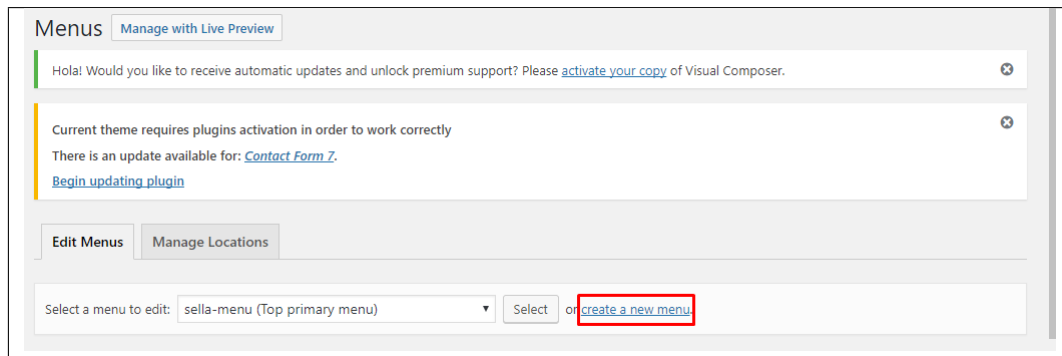 Menus Manage with Live Preview
Hola! Would you like to receive automatic updates and unlock premium support? Please activate your copy of Visual Composer.
Current theme requires plugins activation in order to work correctly
There is an update available for: Contact Form 7.
Begin updating plugin
Edit Menus Manage Locations
Select a menu to edit: sella-menu (Top primary menu) Select or create a new menu.